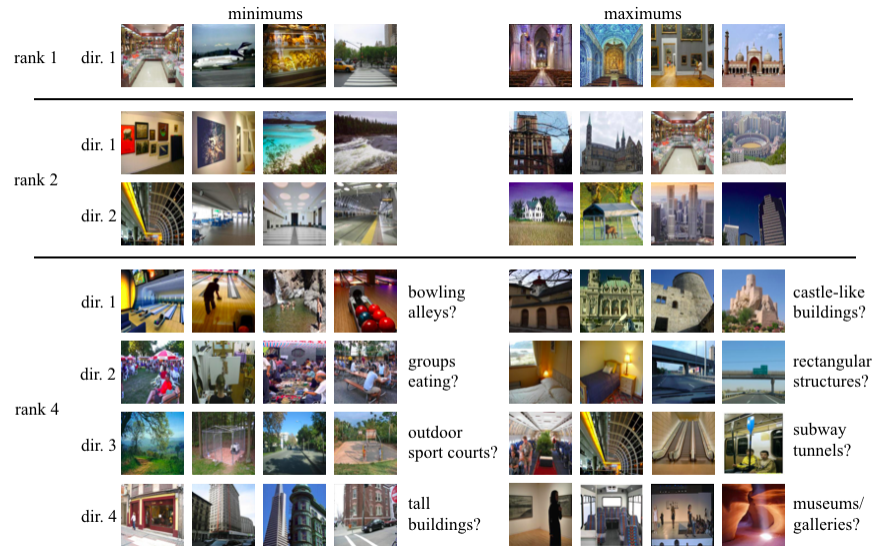 minimums
maximums
rank 1
dir. 1
rank 2
dir. 1
dir. 2
rank 4
dir. 1
bowling
alleys?
castle-like
buildings?
dir. 2
groups
eating?
rectangular
structures?
dir. 3
outdoor
sport courts?
subway
tunnels?
dir. 4
tall
buildings?
museums/
galleries?